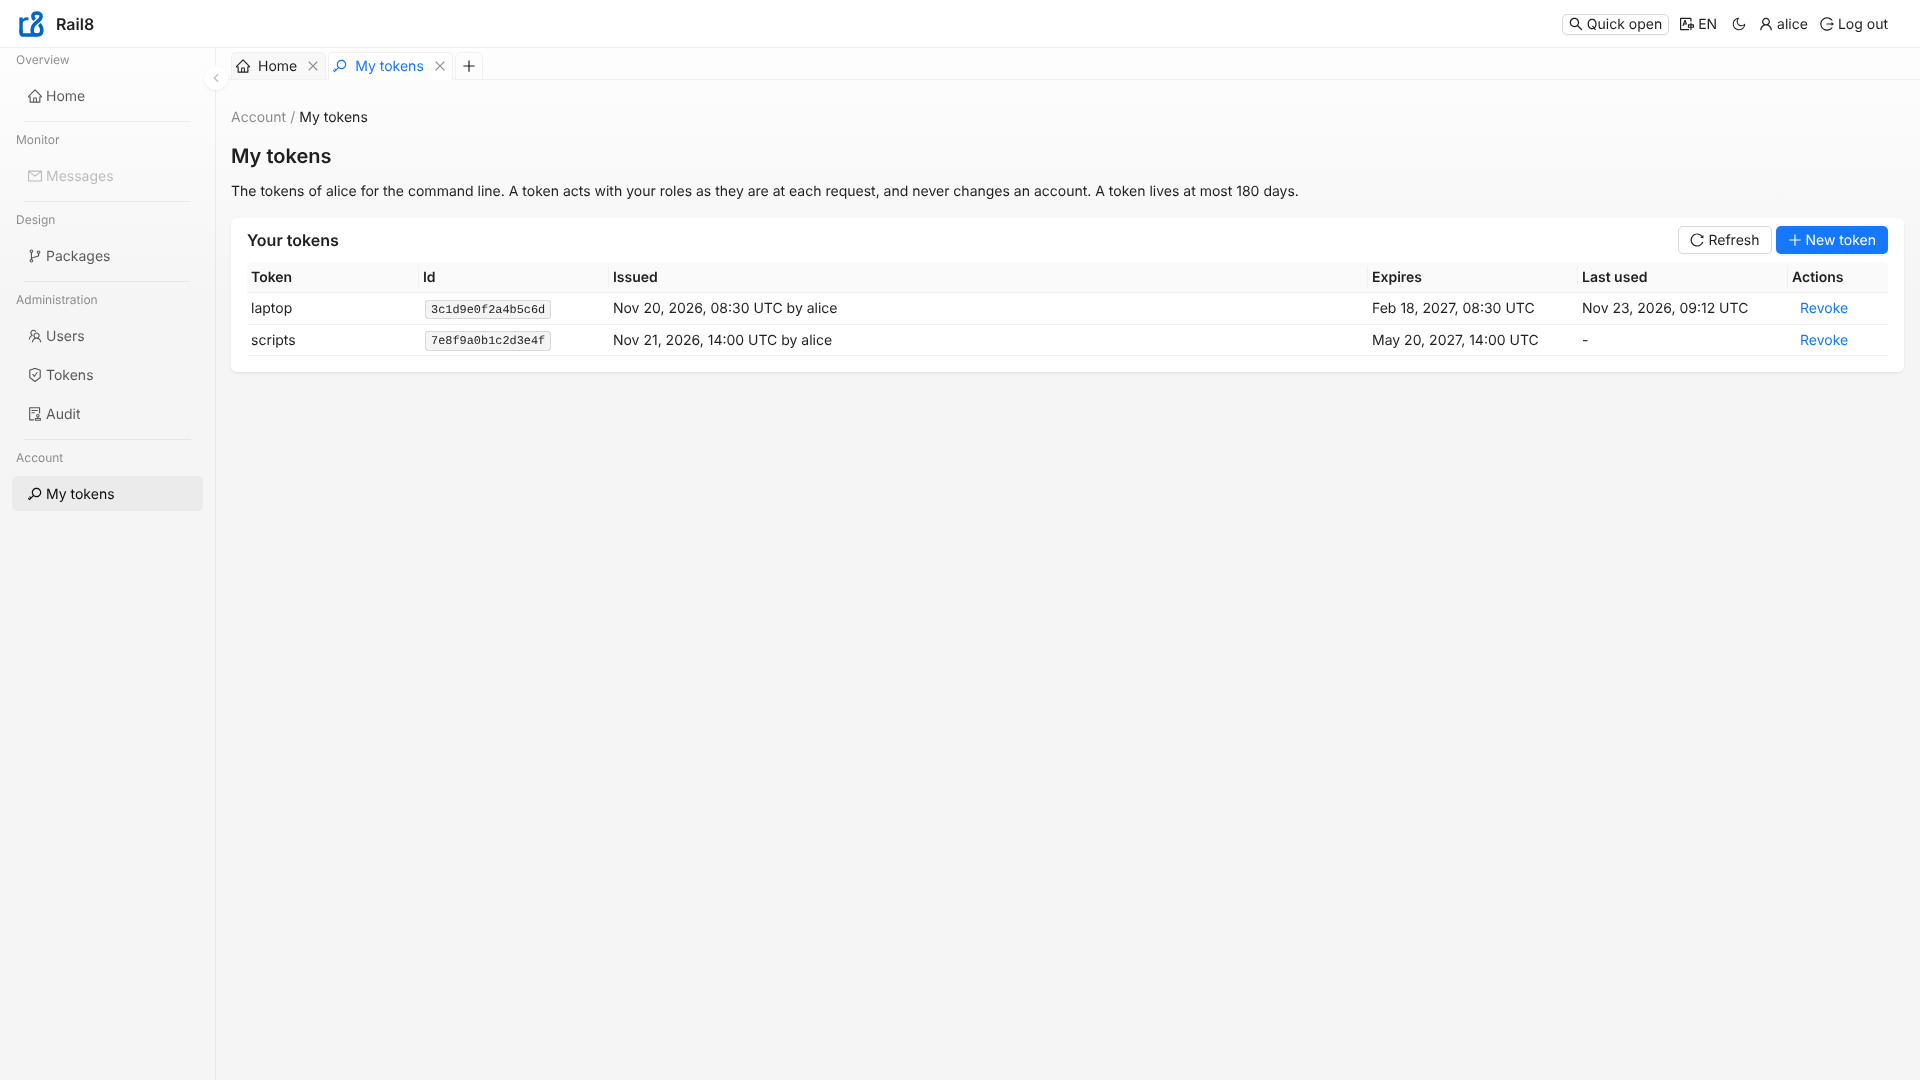 Rail8
Quick open
EN
alice
Log out
Overview
Home
Monitor
Messages
Design
Packages
Administration
Users
Tokens
Audit
Account
My tokens
Home
My tokens
Account / My tokens
My tokens
The tokens of alice for the command line. A token acts with your roles as they are at each request, and never changes an account. A token lives at most 180 days.
Your tokens
Refresh
New token
Token Id Issued Expires Last used Actions
laptop 3c1d9e0f2a4b5c6d Nov 20, 2026, 08:30 UTC by alice Feb 18, 2027, 08:30 UTC Nov 23, 2026, 09:12 UTC Revoke
scripts 7e8f9a0b1c2d3e4f Nov 21, 2026, 14:00 UTC by alice May 20, 2027, 14:00 UTC - Revoke